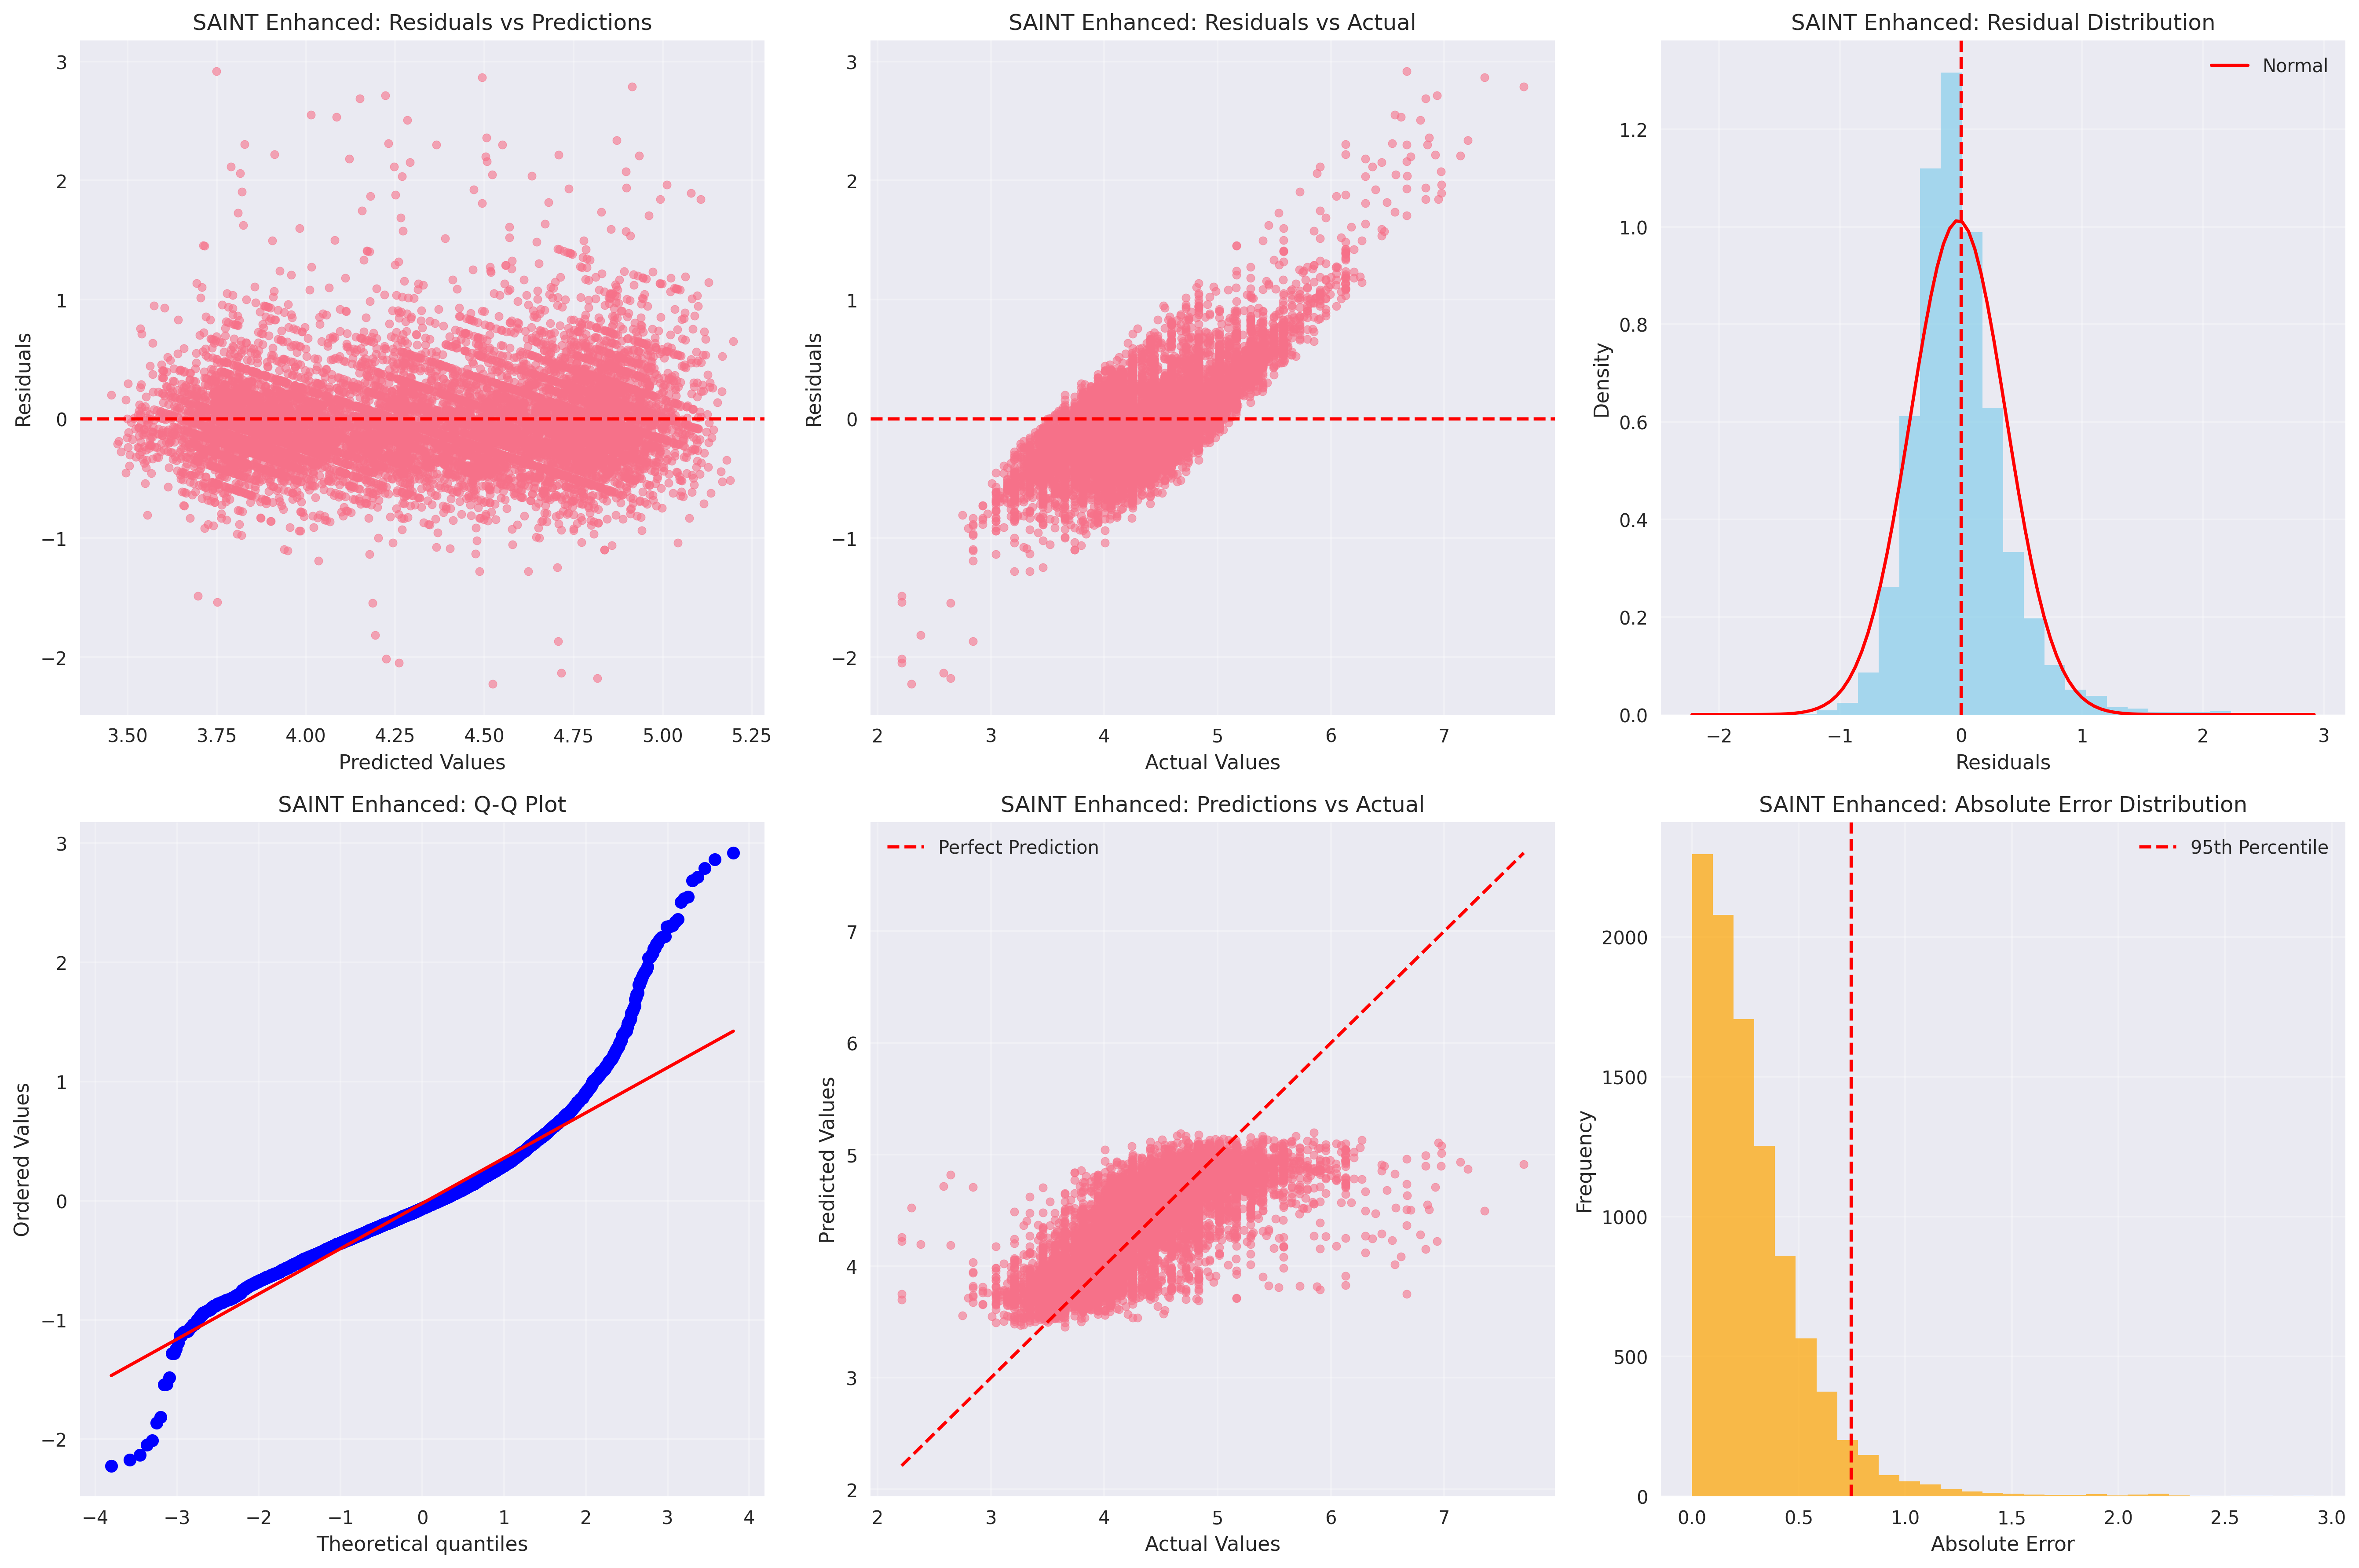 SAINT Enhanced: Residuals vs Predictions
3
2
1
0
−1
−2
Residuals
3.50 3.75 4.00 4.25 4.50 4.75 5.00 5.25
Predicted Values
SAINT Enhanced: Residuals vs Actual
3
2
1
0
−1
−2
Residuals
2 3 4 5 6 7
Actual Values
SAINT Enhanced: Residual Distribution
Normal
1.2
1.0
0.8
0.6
0.4
0.2
0.0
Density
−2 −1 0 1 2 3
Residuals
SAINT Enhanced: Q-Q Plot
3
2
1
0
−1
−2
Ordered Values
−4 −3 −2 −1 0 1 2 3 4
Theoretical quantiles
SAINT Enhanced: Predictions vs Actual
Perfect Prediction
7
6
5
4
3
2
Predicted Values
2 3 4 5 6 7
Actual Values
SAINT Enhanced: Absolute Error Distribution
95th Percentile
2000
1500
1000
500
0
Frequency
0.0 0.5 1.0 1.5 2.0 2.5 3.0
Absolute Error